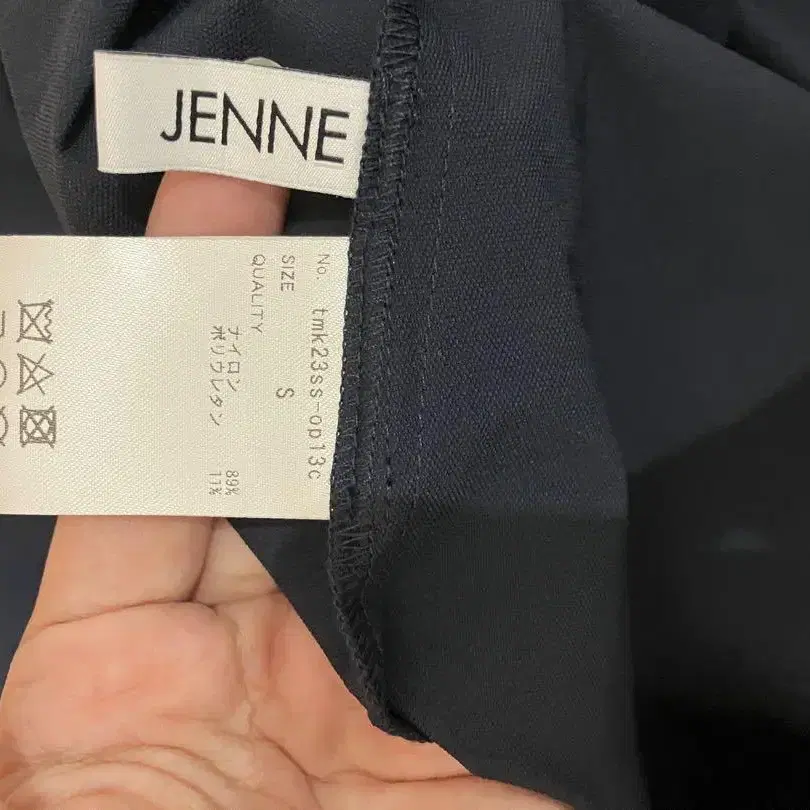 JENNE
No. tmk23ss-op13c
SIZE S
QUALITY
ナイロン 89%
ポリウレタン 11%